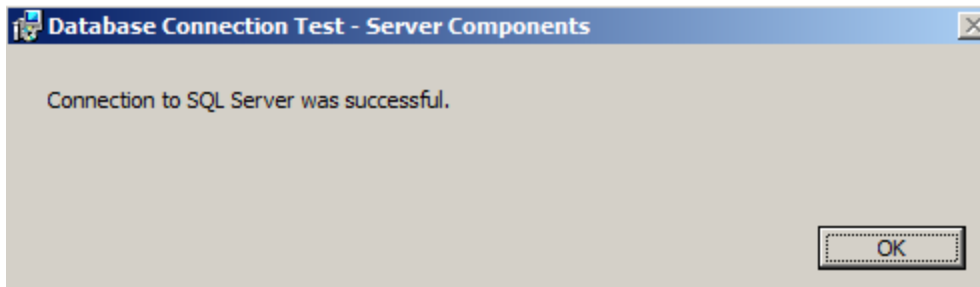 Database Connection Test - Server Components
Connection to SQL Server was successful.
OK